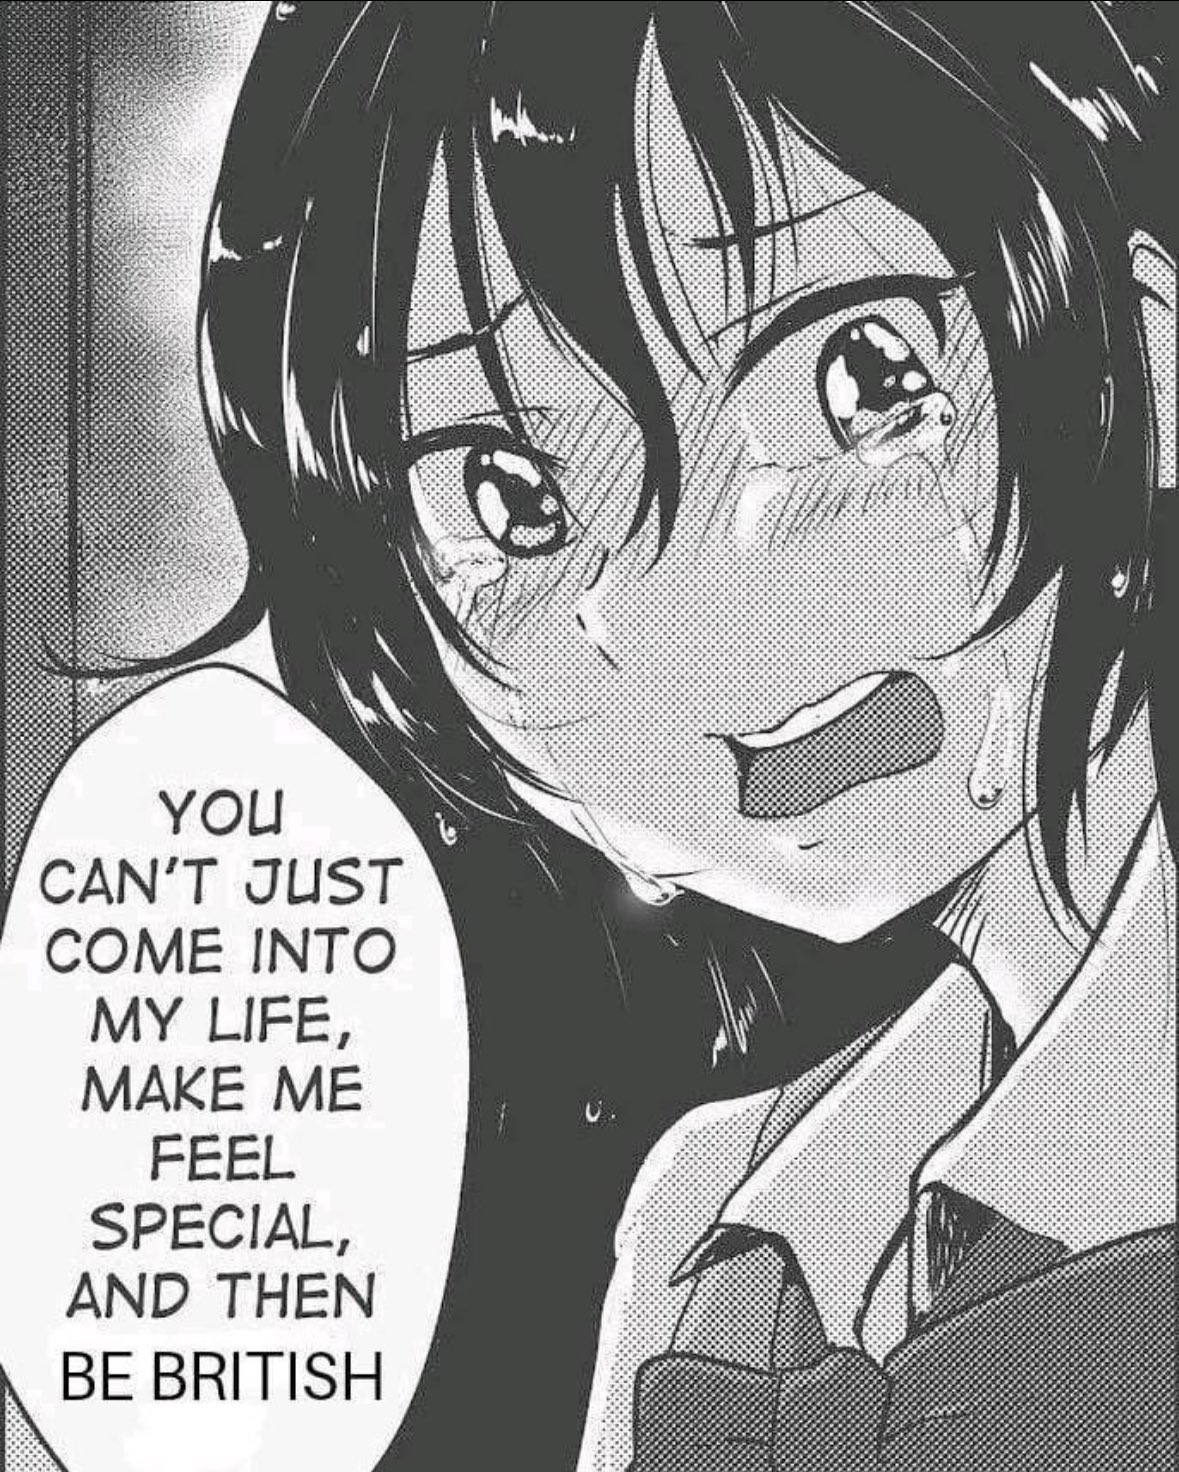 YOU
CAN'T JUST
COME INTO
MY LIFE,
MAKE ME
FEEL
SPECIAL,
AND THEN
BE BRITISH